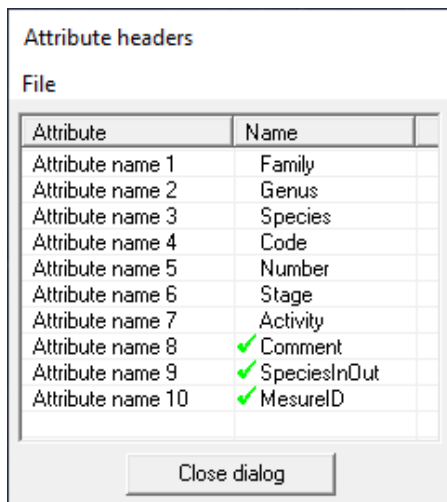 Attribute headers
File
Attribute Name
Attribute name 1 Family
Attribute name 2 Genus
Attribute name 3 Species
Attribute name 4 Code
Attribute name 5 Number
Attribute name 6 Stage
Attribute name 7 Activity
Attribute name 8 Comment
Attribute name 9 SpeciesInOut
Attribute name 10 MesureID
Close dialog